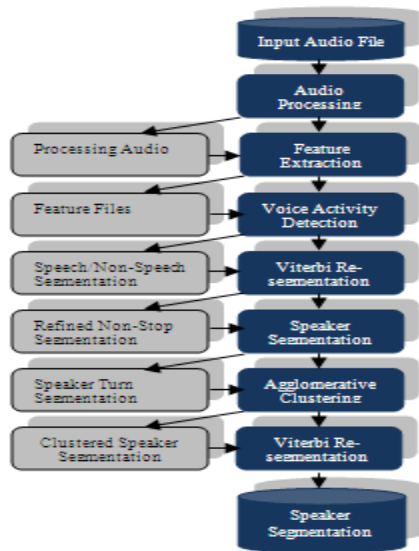 Input Audio File
Audio
Processing
Processing Audio
Feature
Extraction
Feature Files
Voice Activity
Detection
Speech/Non-Speech
Segmentation
Viterbi Re-
segmentation
Refined Non-Stop
Segmentation
Speaker
Segmentation
Speaker Turn
Segmentation
Agglomerative
Clustering
Clustered Speaker
Segmentation
Viterbi Re-
segmentation
Speaker
Segmentation